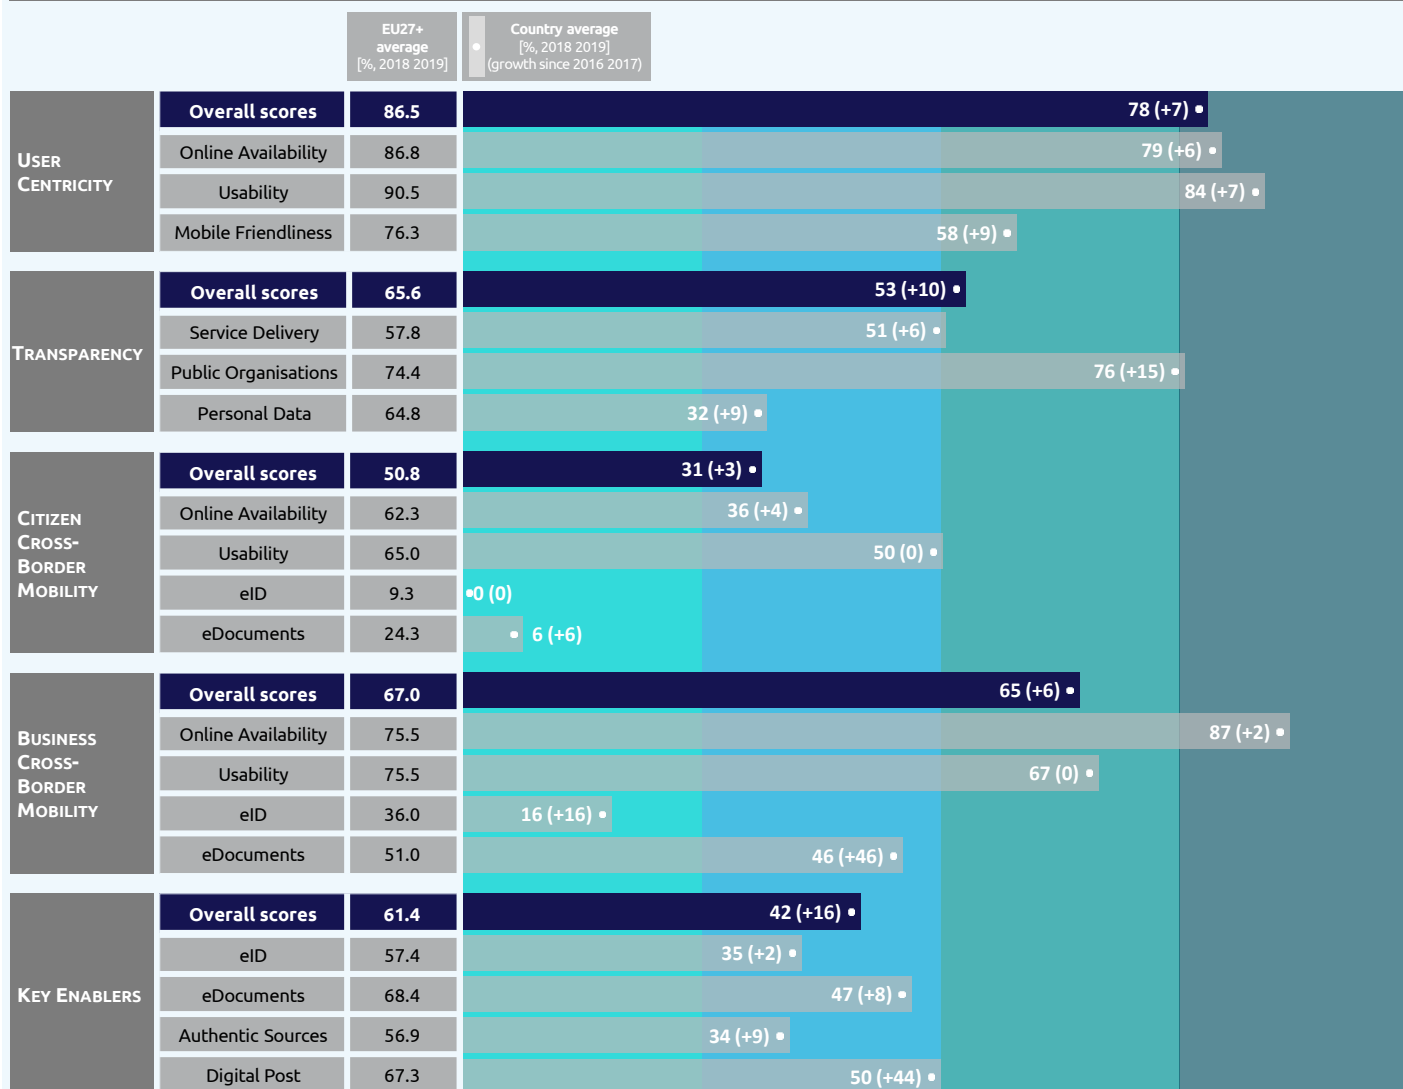 EU27+
average
[%, 2018 2019]
Country average
[%, 2018 2019]
(growth since 2016 2017)
USER
CENTRICITY
Overall scores 86.5 78 (+7)
Online Availability 86.8 79 (+6)
Usability 90.5 84 (+7)
Mobile Friendliness 76.3 58 (+9)
TRANSPARENCY
Overall scores 65.6 53 (+10)
Service Delivery 57.8 51 (+6)
Public Organisations 74.4 76 (+15)
Personal Data 64.8 32 (+9)
CITIZEN
CROSS-
BORDER
MOBILITY
Overall scores 50.8 31 (+3)
Online Availability 62.3 36 (+4)
Usability 65.0 50 (0)
eID 9.3 0 (0)
eDocuments 24.3 6 (+6)
BUSINESS
CROSS-
BORDER
MOBILITY
Overall scores 67.0 65 (+6)
Online Availability 75.5 87 (+2)
Usability 75.5 67 (0)
eID 36.0 16 (+16)
eDocuments 51.0 46 (+46)
KEY ENABLERS
Overall scores 61.4 42 (+16)
eID 57.4 35 (+2)
eDocuments 68.4 47 (+8)
Authentic Sources 56.9 34 (+9)
Digital Post 67.3 50 (+44)